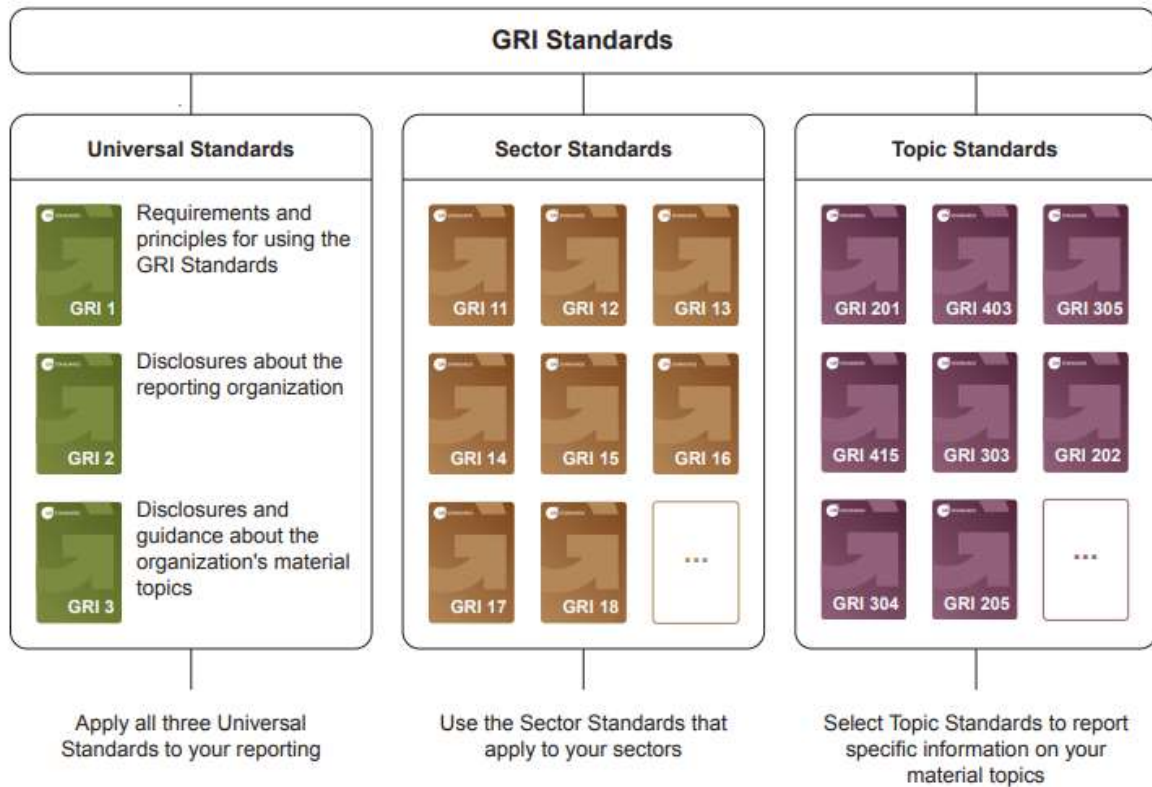 GRI Standards
Universal Standards
GRI 1
Requirements and
principles for using the
GRI Standards
GRI 2
Disclosures about the
reporting organization
GRI 3
Disclosures and
guidance about the
organization's material
topics
Apply all three Universal
Standards to your reporting
Sector Standards
GRI 11
GRI 12
GRI 13
GRI 14
GRI 15
GRI 16
GRI 17
GRI 18
...
Use the Sector Standards that
apply to your sectors
Topic Standards
GRI 201
GRI 403
GRI 305
GRI 415
GRI 303
GRI 202
GRI 304
GRI 205
...
Select Topic Standards to report
specific information on your
material topics